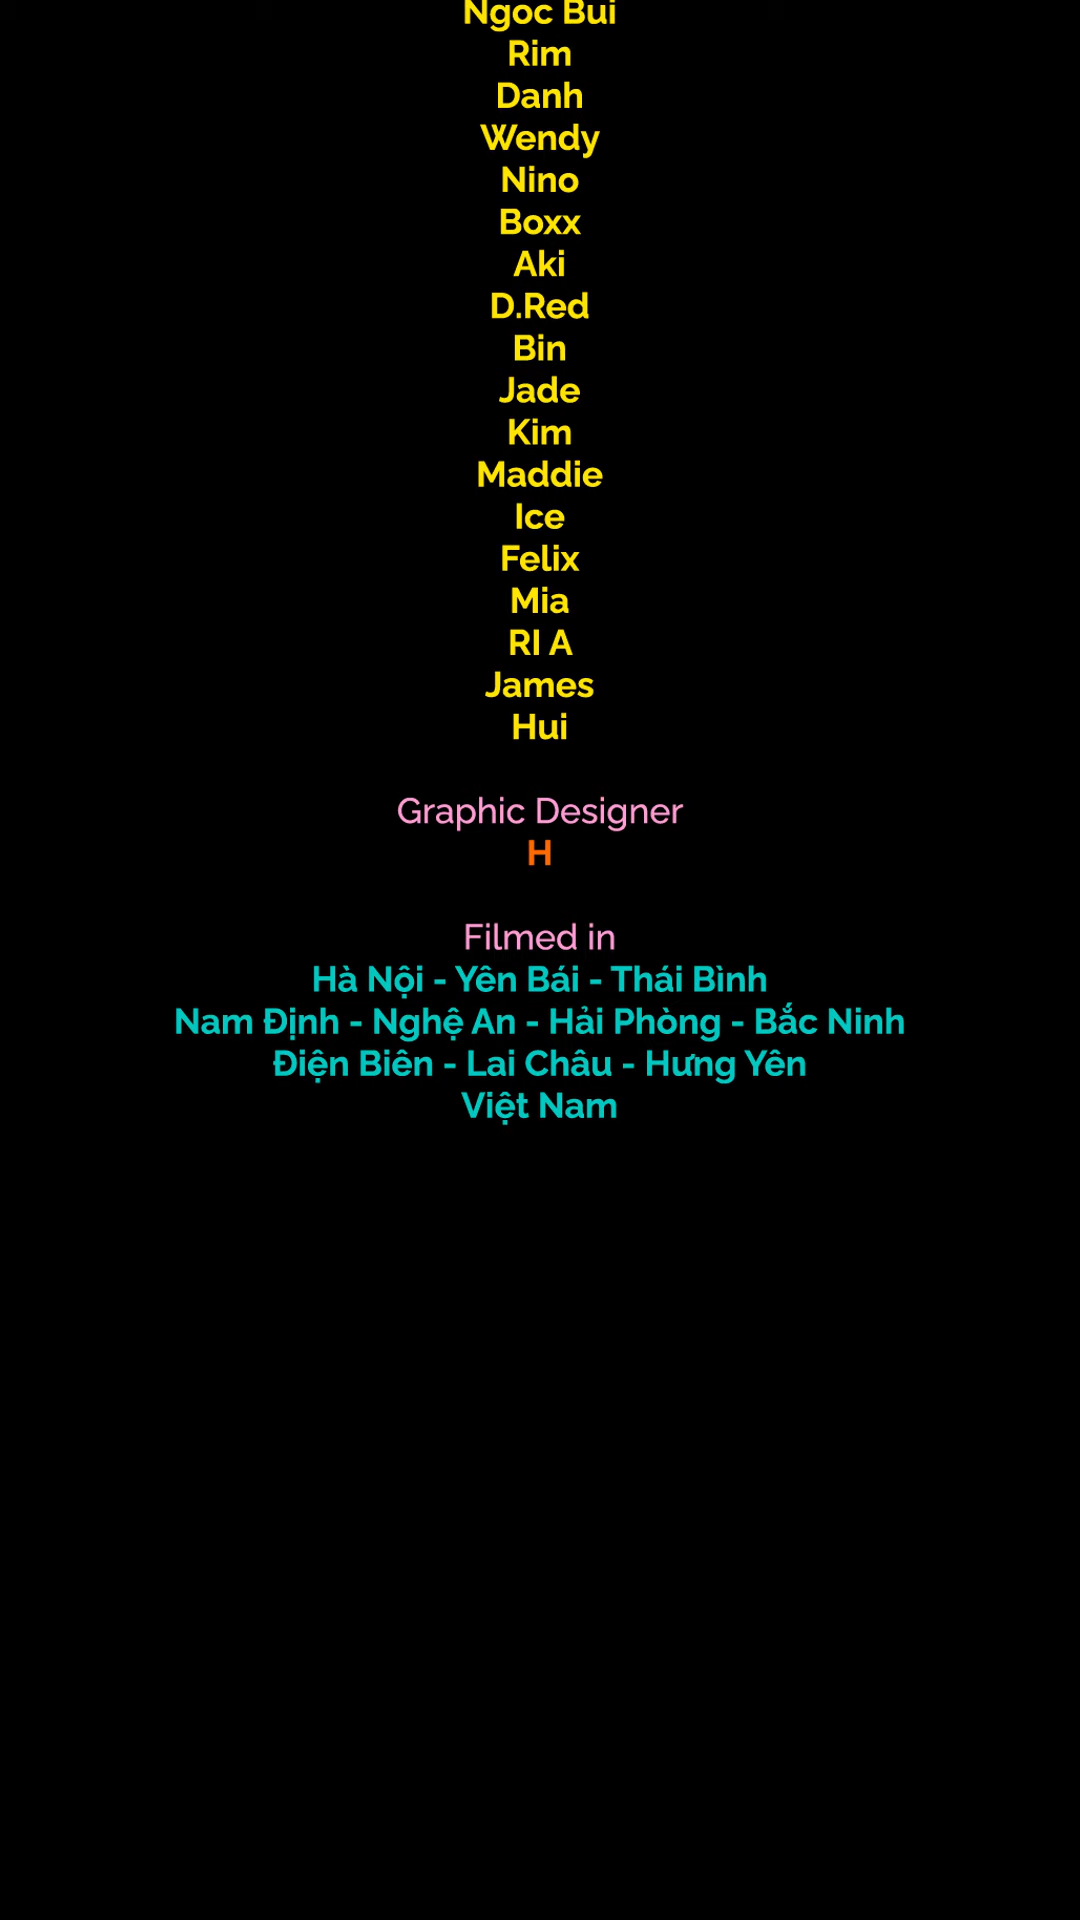 Ngoc Bui
Rim
Danh
Wendy
Nino
Boxx
Aki
D.Red
Bin
Jade
Kim
Maddie
Ice
Felix
Mia
RI A
James
Hui
Graphic Designer
H
Filmed in
Hà Nội - Yên Bái - Thái Bình
Nam Định - Nghệ An - Hải Phòng - Bắc Ninh
Điện Biên - Lai Châu - Hưng Yên
Việt Nam